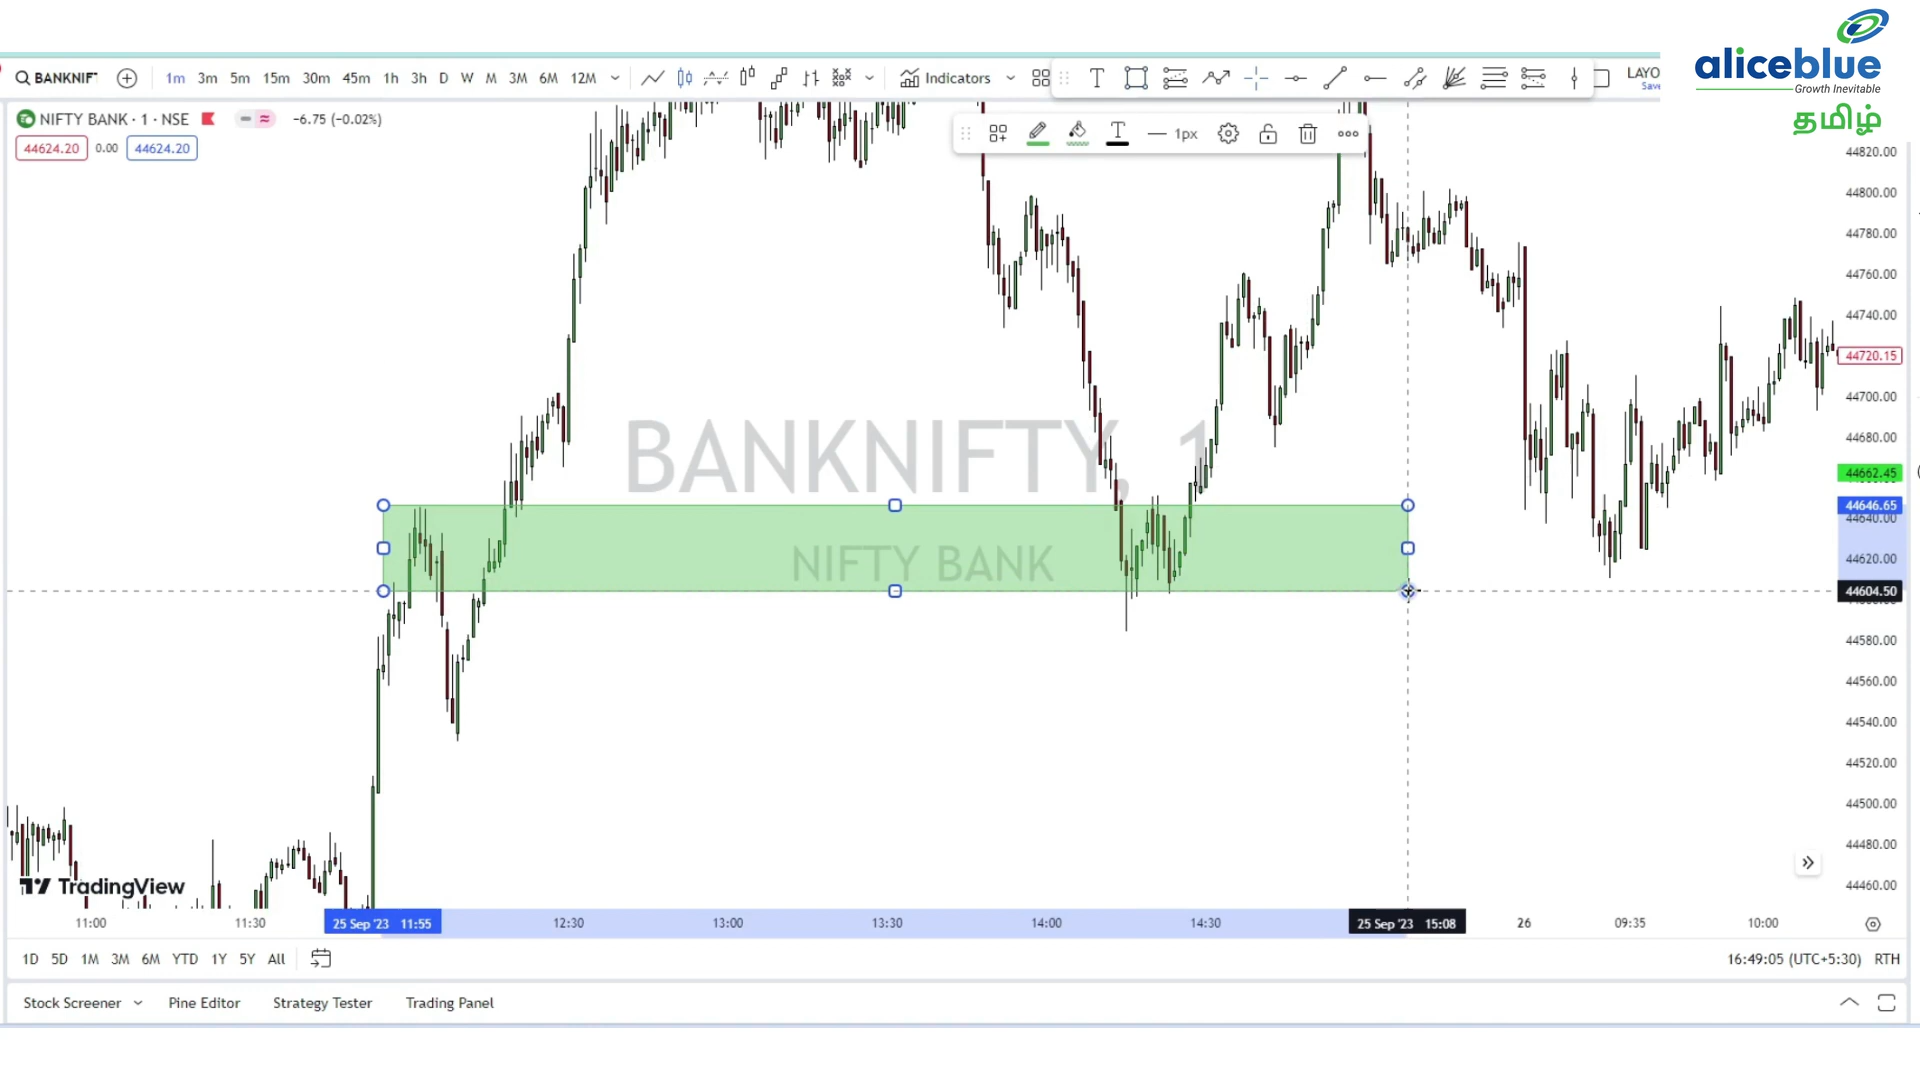 aliceblue
Growth Inevitable
தமிழ்
BANKNIF
1m 3m 5m 15m 30m 45m 1h 3h D W M 3M 6M 12M
Indicators
LAYO
Save
NIFTY BANK · 1 · NSE
-6.75 (-0.02%)
44624.20 0.00 44624.20
T
1px
BANKNIFTY, 1
NIFTY BANK
44820.00
44800.00
44780.00
44760.00
44740.00
44720.15
44700.00
44680.00
44662.45
44646.65
44640.00
44620.00
44604.50
44580.00
44560.00
44540.00
44520.00
44500.00
44480.00
44460.00
TradingView
11:00 11:30 25 Sep '23 11:55 12:30 13:00 13:30 14:00 14:30 25 Sep '23 15:08 26 09:35 10:00
1D 5D 1M 3M 6M YTD 1Y 5Y All
16:49:05 (UTC+5:30) RTH
Stock Screener Pine Editor Strategy Tester Trading Panel